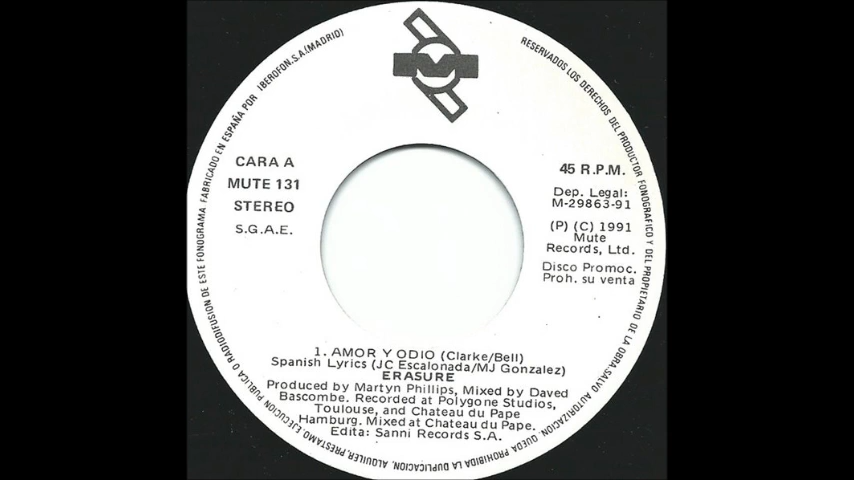 RESERVADOS LOS DERECHOS DEL PRODUCTOR FONOGRAFICO Y DEL PROPIETARIO DE LA OBRA.SALVO AUTORIZACION, QUEDA PROHIBIDA LA DUPLICACION, ALQUILER, PRESTAMO, EJECUCION PUBLICA O RADIODIFUSION DE ESTE FONOGRAMA FABRICADO EN ESPAÑA POR IBEROFON.S.A.(MADRID)
CARA A
MUTE 131
STEREO
S.G.A.E.
45 R.P.M.
Dep. Legal:
M-29863-91
(P) (C) 1991
Mute
Records, Ltd.
Disco Promoc.
Proh. su venta
1. AMOR Y ODIO (Clarke/Bell)
Spanish Lyrics (JC Escalonada/MJ Gonzalez)
ERASURE
Produced by Martyn Phillips, Mixed by Daved
Bascombe. Recorded at Polygone Studios,
Toulouse, and Chateau du Pape
Hamburg. Mixed at Chateau du Pape.
Edita: Sanni Records S.A.